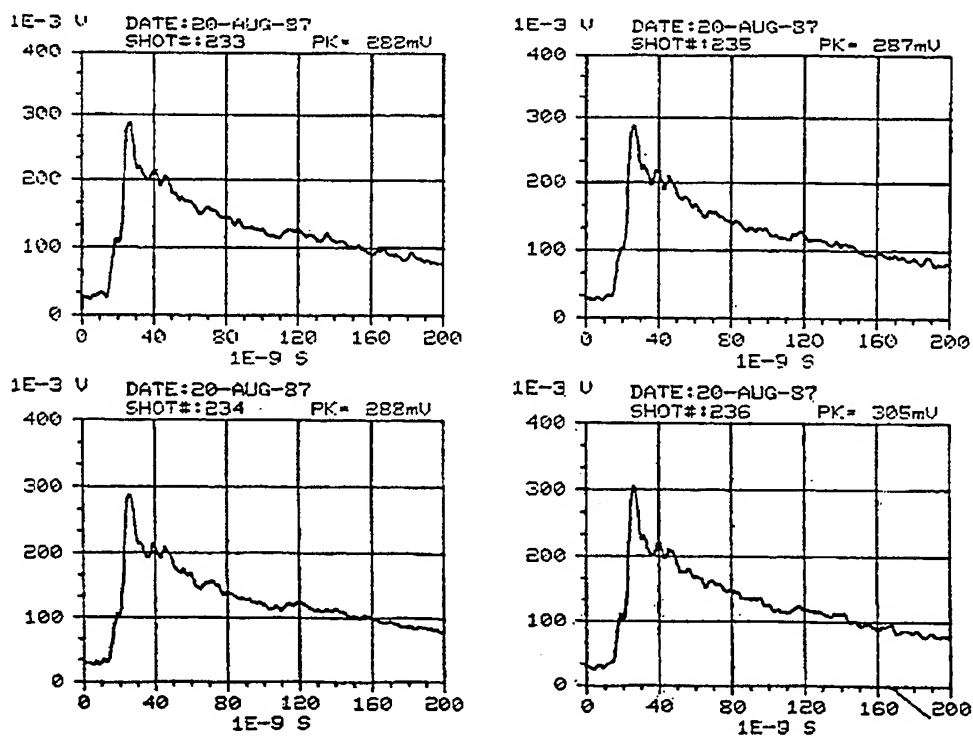 1E-3 V
DATE:20-AUG-87
SHOT#:233 PK= 288mV
400
300
200
100
0
0 40 80 120 160 200
1E-9 S
1E-3 V
DATE:20-AUG-87
SHOT#:235 PK= 287mV
400
300
200
100
0
0 40 80 120 160 200
1E-9 S
1E-3 V
DATE:20-AUG-87
SHOT#:234 PK= 288mV
400
300
200
100
0
0 40 80 120 160 200
1E-9 S
1E-3 V
DATE:20-AUG-87
SHOT#:236 PK= 305mV
400
300
200
100
0
0 40 80 120 160 200
1E-9 S